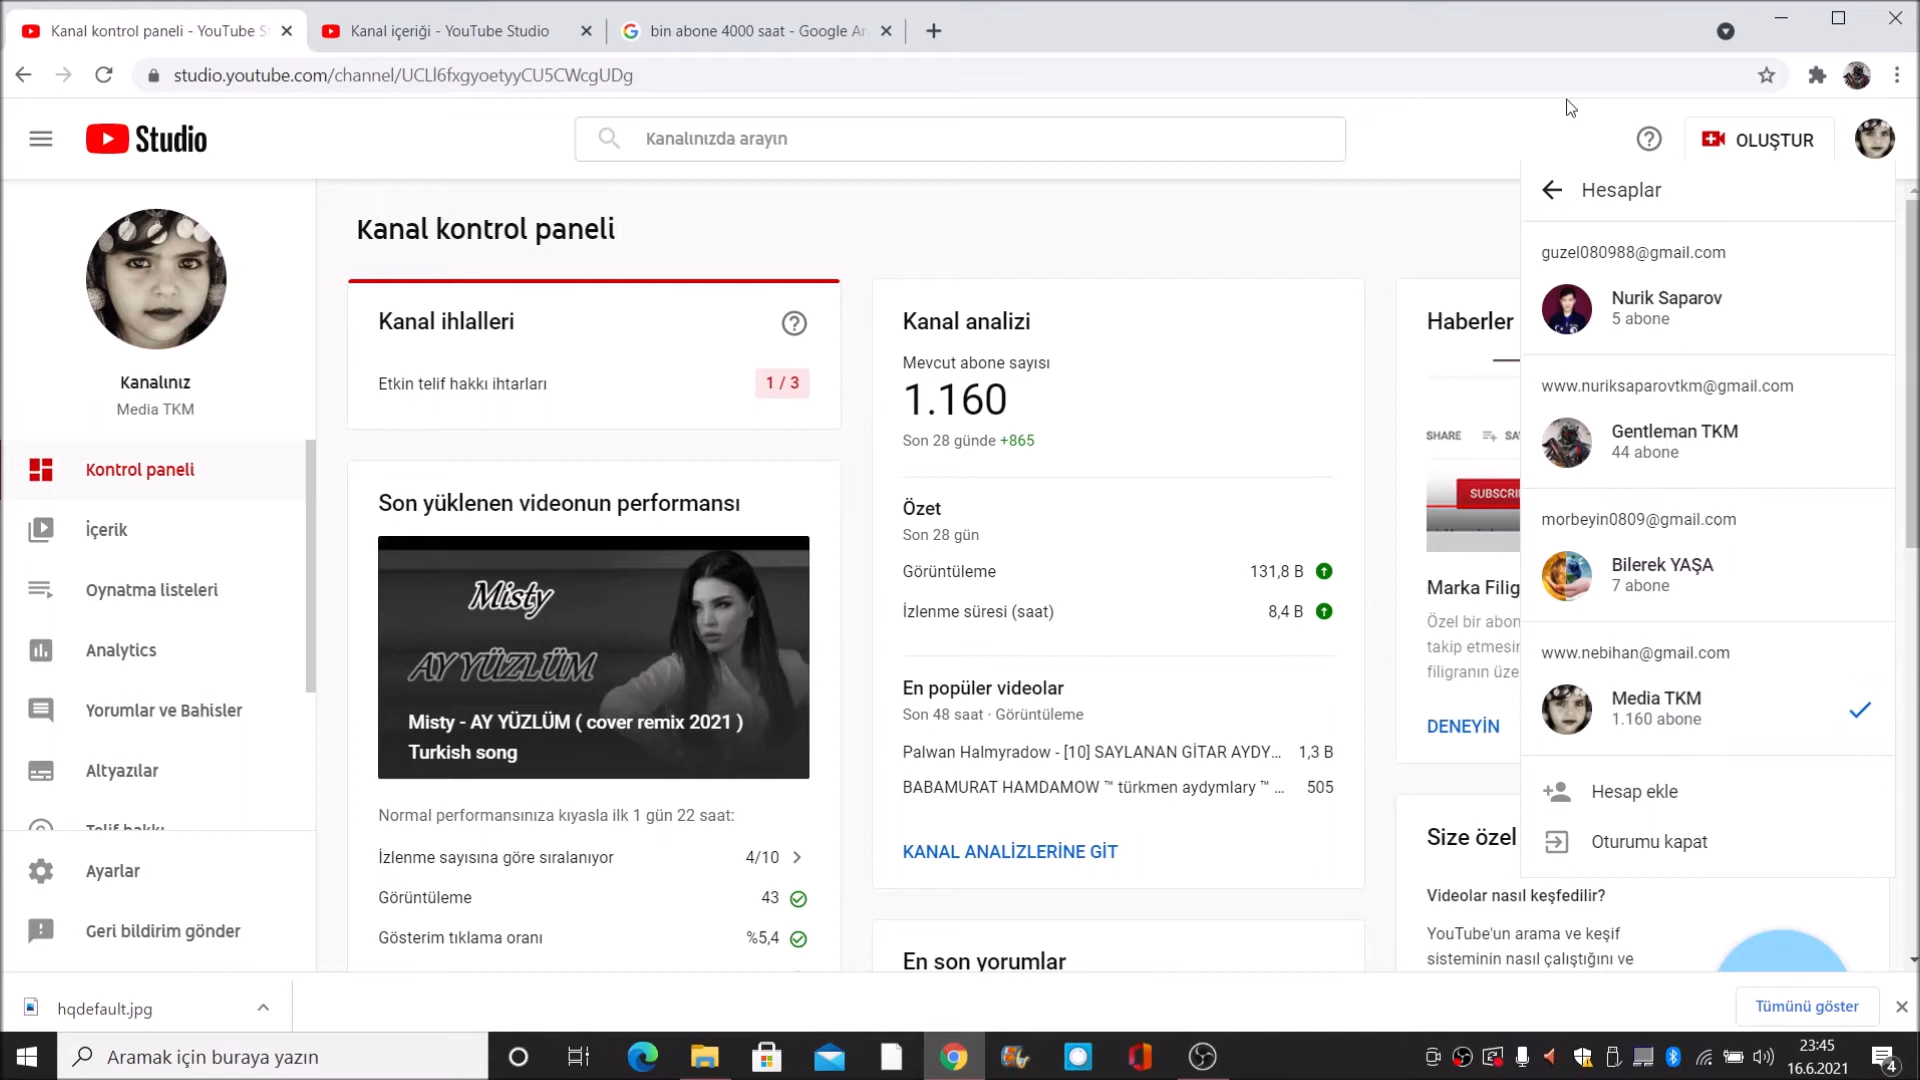 Kanal kontrol paneli - YouTube S
Kanal içeriği - YouTube Studio
bin abone 4000 saat - Google Ar
studio.youtube.com/channel/UCLl6fxgyoetyyCU5CWcgUDg
Studio
Kanalınızda arayın
OLUŞTUR
Kanalınız
Media TKM
Kontrol paneli
İçerik
Oynatma listeleri
Analytics
Yorumlar ve Bahisler
Altyazılar
Telif hakkı
Ayarlar
Geri bildirim gönder
Kanal kontrol paneli
Kanal ihlalleri
Etkin telif hakkı ihtarları
1 / 3
Son yüklenen videonun performansı
Misty
AY YÜZLÜM
Misty - AY YÜZLÜM ( cover remix 2021 )
Turkish song
Normal performansınıza kıyasla ilk 1 gün 22 saat:
İzlenme sayısına göre sıralanıyor 4/10
Görüntüleme 43
Gösterim tıklama oranı %5,4
Kanal analizi
Mevcut abone sayısı
1.160
Son 28 günde +865
Özet
Son 28 gün
Görüntüleme 131,8 B
İzlenme süresi (saat) 8,4 B
En popüler videolar
Son 48 saat · Görüntüleme
Palwan Halmyradow - [10] SAYLANAN GİTAR AYDY... 1,3 B
BABAMURAT HAMDAMOW ™ türkmen aydymlary ™ ... 505
KANAL ANALİZLERİNE GİT
En son yorumlar
Haberler
SHARE SA
SUBSCRI
Marka Filig
Özel bir abon
takip etmesin
filigranın üze
DENEYİN
Size özel
Videolar nasıl keşfedilir?
YouTube'un arama ve keşif
sisteminin nasıl çalıştığını ve
Hesaplar
guzel080988@gmail.com
Nurik Saparov
5 abone
www.nuriksaparovtkm@gmail.com
Gentleman TKM
44 abone
morbeyin0809@gmail.com
Bilerek YAŞA
7 abone
www.nebihan@gmail.com
Media TKM
1.160 abone
Hesap ekle
Oturumu kapat
hqdefault.jpg
Tümünü göster
Aramak için buraya yazın
23:45
16.6.2021
4